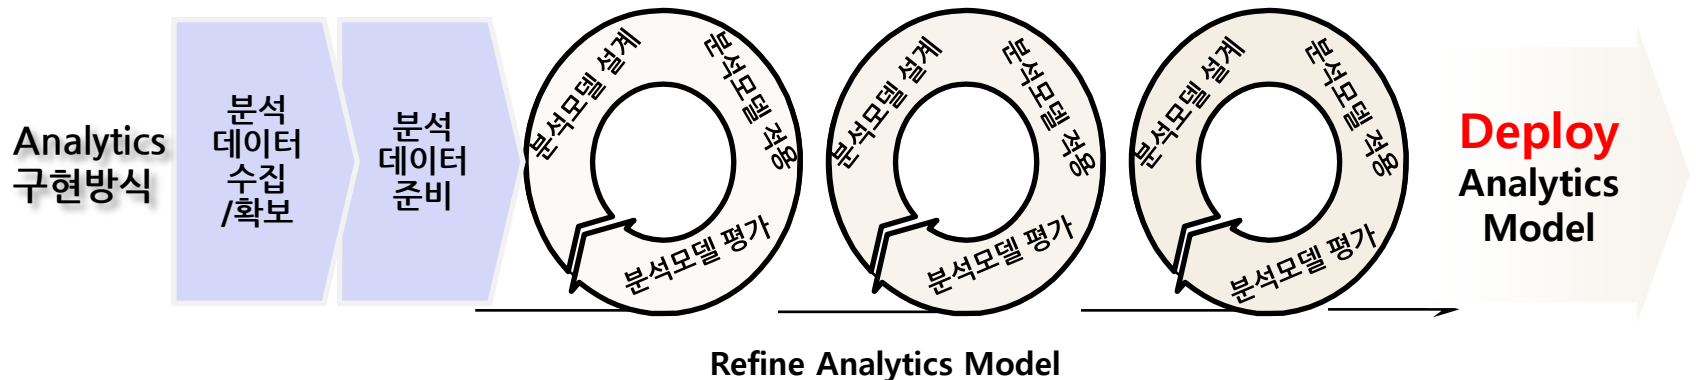 Analytics
구현방식
분석
데이터
수집
/확보
분석
데이터
준비
분석모델 설계
분석모델 적용
분석모델 평가
분석모델 설계
분석모델 적용
분석모델 평가
분석모델 설계
분석모델 적용
분석모델 평가
Deploy
Analytics
Model
Refine Analytics Model